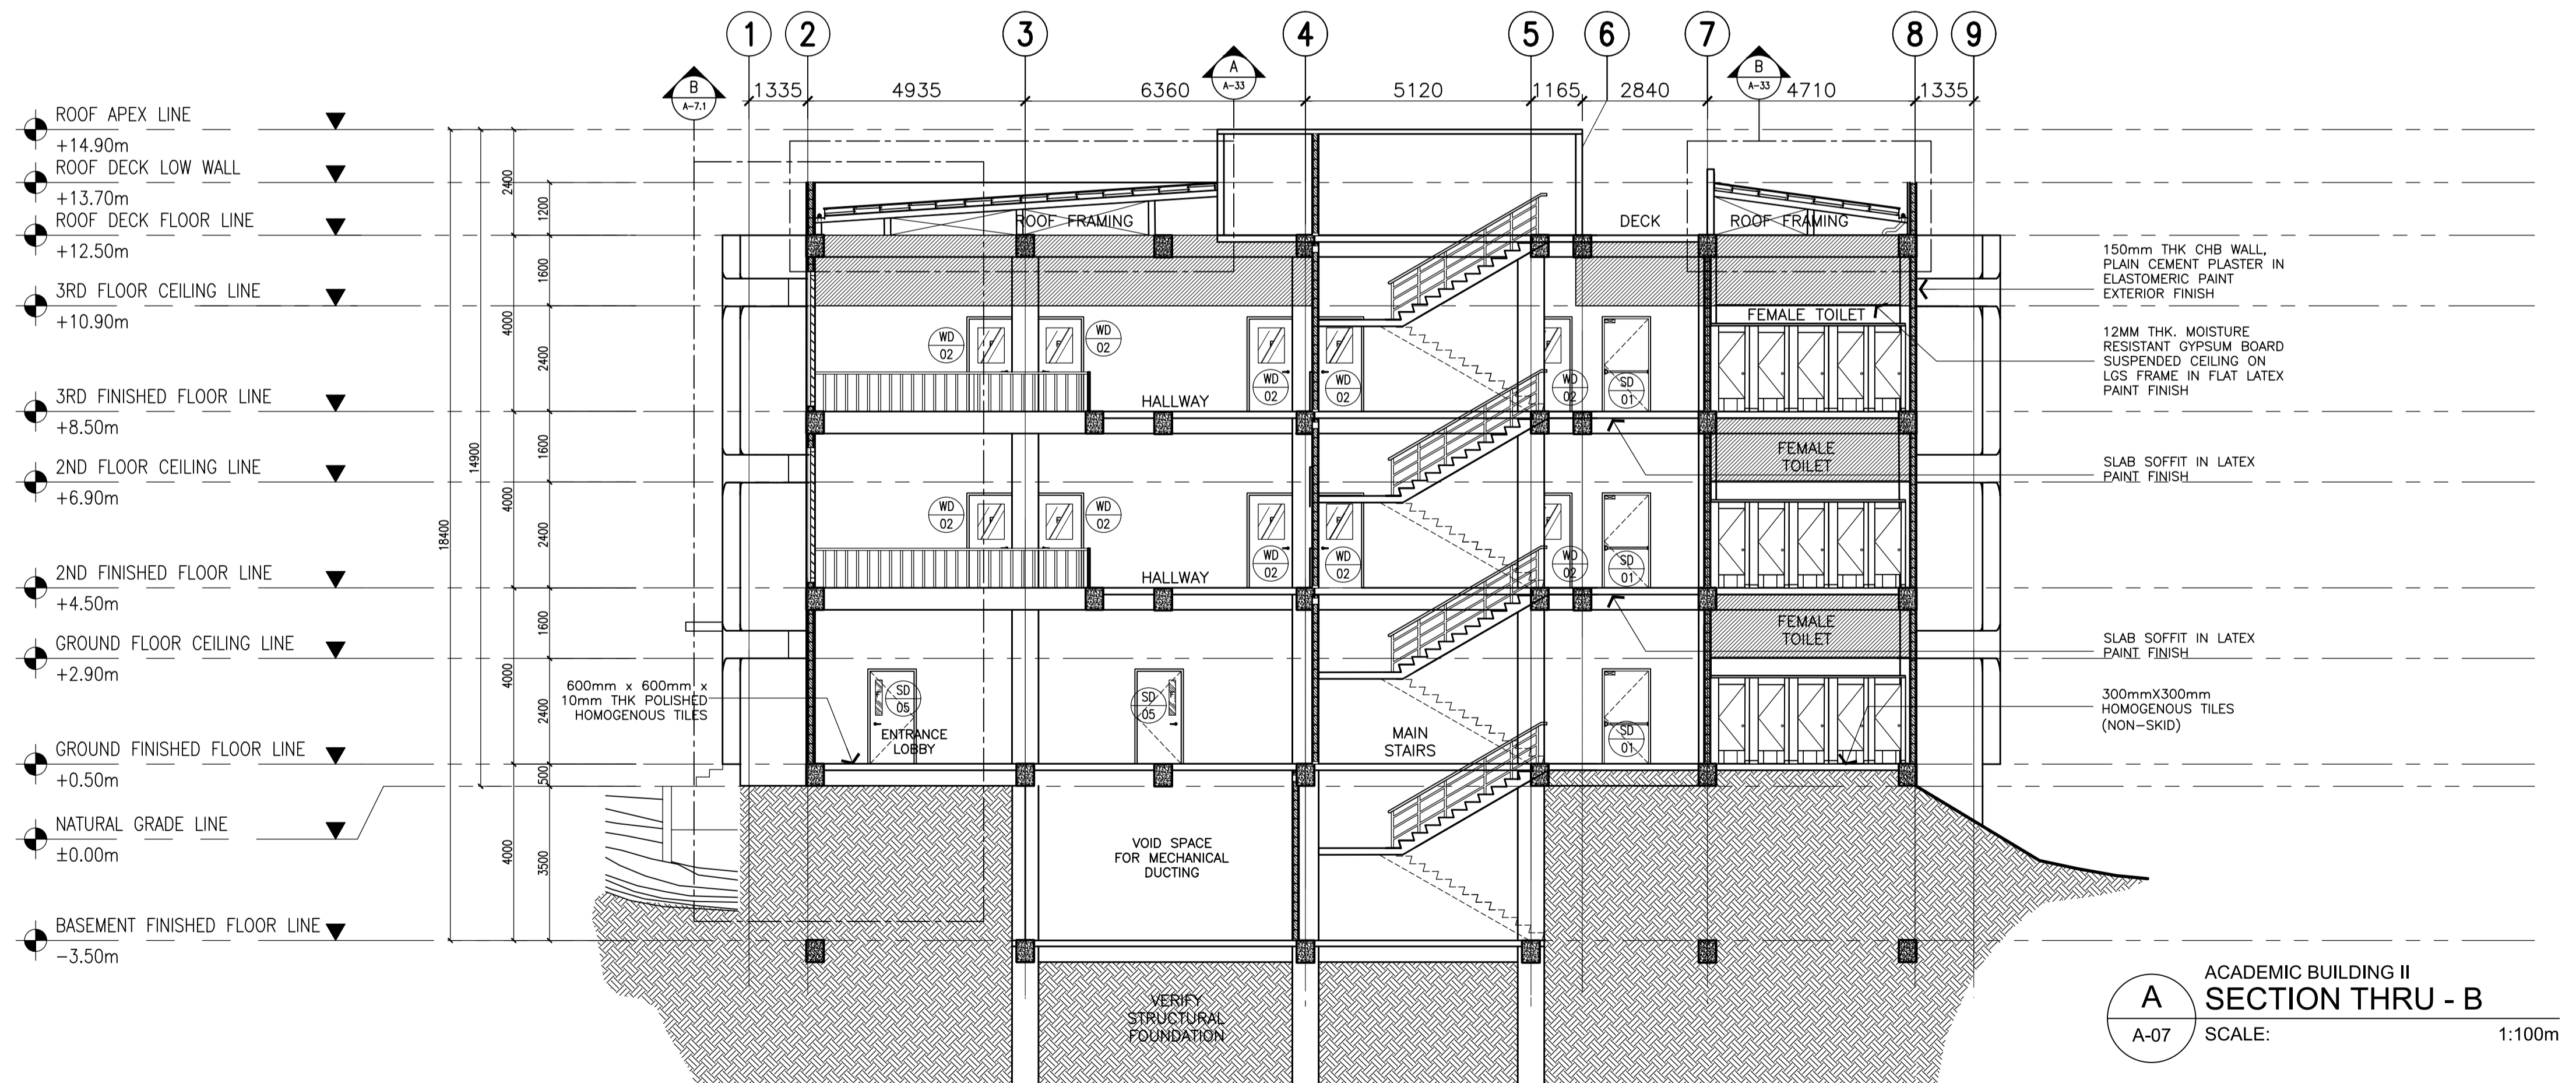 1 2 3 4 5 6 7 8 9
B
A-7.1
A
A-33
B
A-33
1335 4935 6360 5120 1165 2840 4710 1335
ROOF APEX LINE
+14.90m
ROOF DECK LOW WALL
+13.70m
ROOF DECK FLOOR LINE
+12.50m
3RD FLOOR CEILING LINE
+10.90m
3RD FINISHED FLOOR LINE
+8.50m
2ND FLOOR CEILING LINE
+6.90m
2ND FINISHED FLOOR LINE
+4.50m
GROUND FLOOR CEILING LINE
+2.90m
GROUND FINISHED FLOOR LINE
+0.50m
NATURAL GRADE LINE
±0.00m
BASEMENT FINISHED FLOOR LINE
-3.50m
18400
14900
2400
4000
4000
4000
4000
1200
1600
2400
1600
2400
1600
2400
500
3500
ROOF FRAMING
DECK
ROOF FRAMING
WD
02
WD
02
WD
02
WD
02
WD
02
SD
01
HALLWAY
FEMALE TOILET
WD
02
WD
02
WD
02
WD
02
WD
02
SD
01
HALLWAY
FEMALE
TOILET
FEMALE
TOILET
600mm x 600mm x
10mm THK POLISHED
HOMOGENOUS TILES
SD
05
ENTRANCE
LOBBY
SD
05
MAIN
STAIRS
SD
01
VOID SPACE
FOR MECHANICAL
DUCTING
VERIFY
STRUCTURAL
FOUNDATION
150mm THK CHB WALL,
PLAIN CEMENT PLASTER IN
ELASTOMERIC PAINT
EXTERIOR FINISH
12MM THK. MOISTURE
RESISTANT GYPSUM BOARD
SUSPENDED CEILING ON
LGS FRAME IN FLAT LATEX
PAINT FINISH
SLAB SOFFIT IN LATEX
PAINT FINISH
SLAB SOFFIT IN LATEX
PAINT FINISH
300mmX300mm
HOMOGENOUS TILES
(NON-SKID)
A
A-07
ACADEMIC BUILDING II
SECTION THRU - B
SCALE: 1:100m